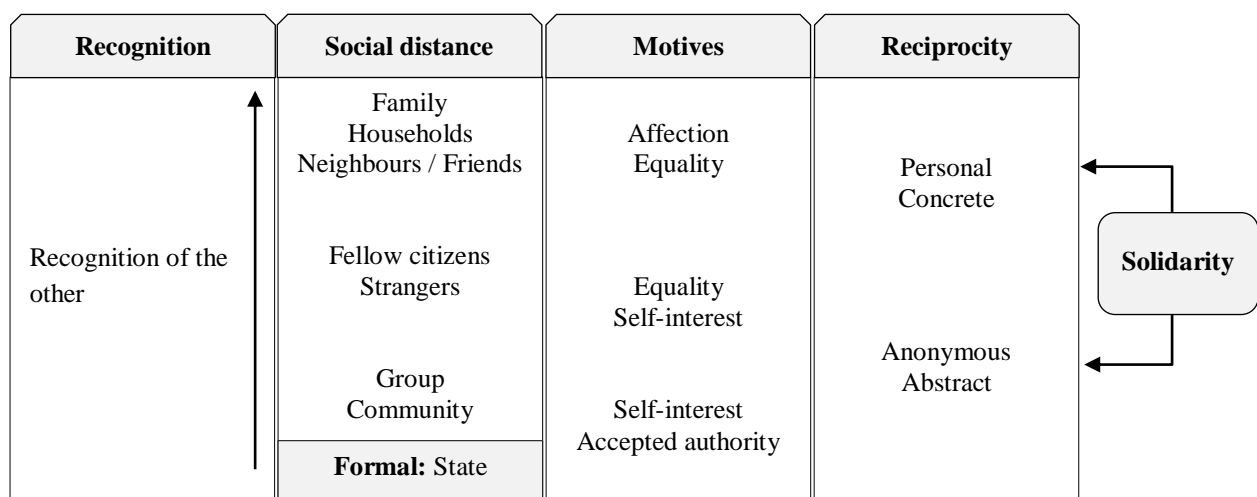 Recognition
Social distance
Motives
Reciprocity
Recognition of the
other
Family
Households
Neighbours / Friends
Fellow citizens
Strangers
Group
Community
Formal: State
Affection
Equality
Equality
Self-interest
Self-interest
Accepted authority
Personal
Concrete
Anonymous
Abstract
Solidarity